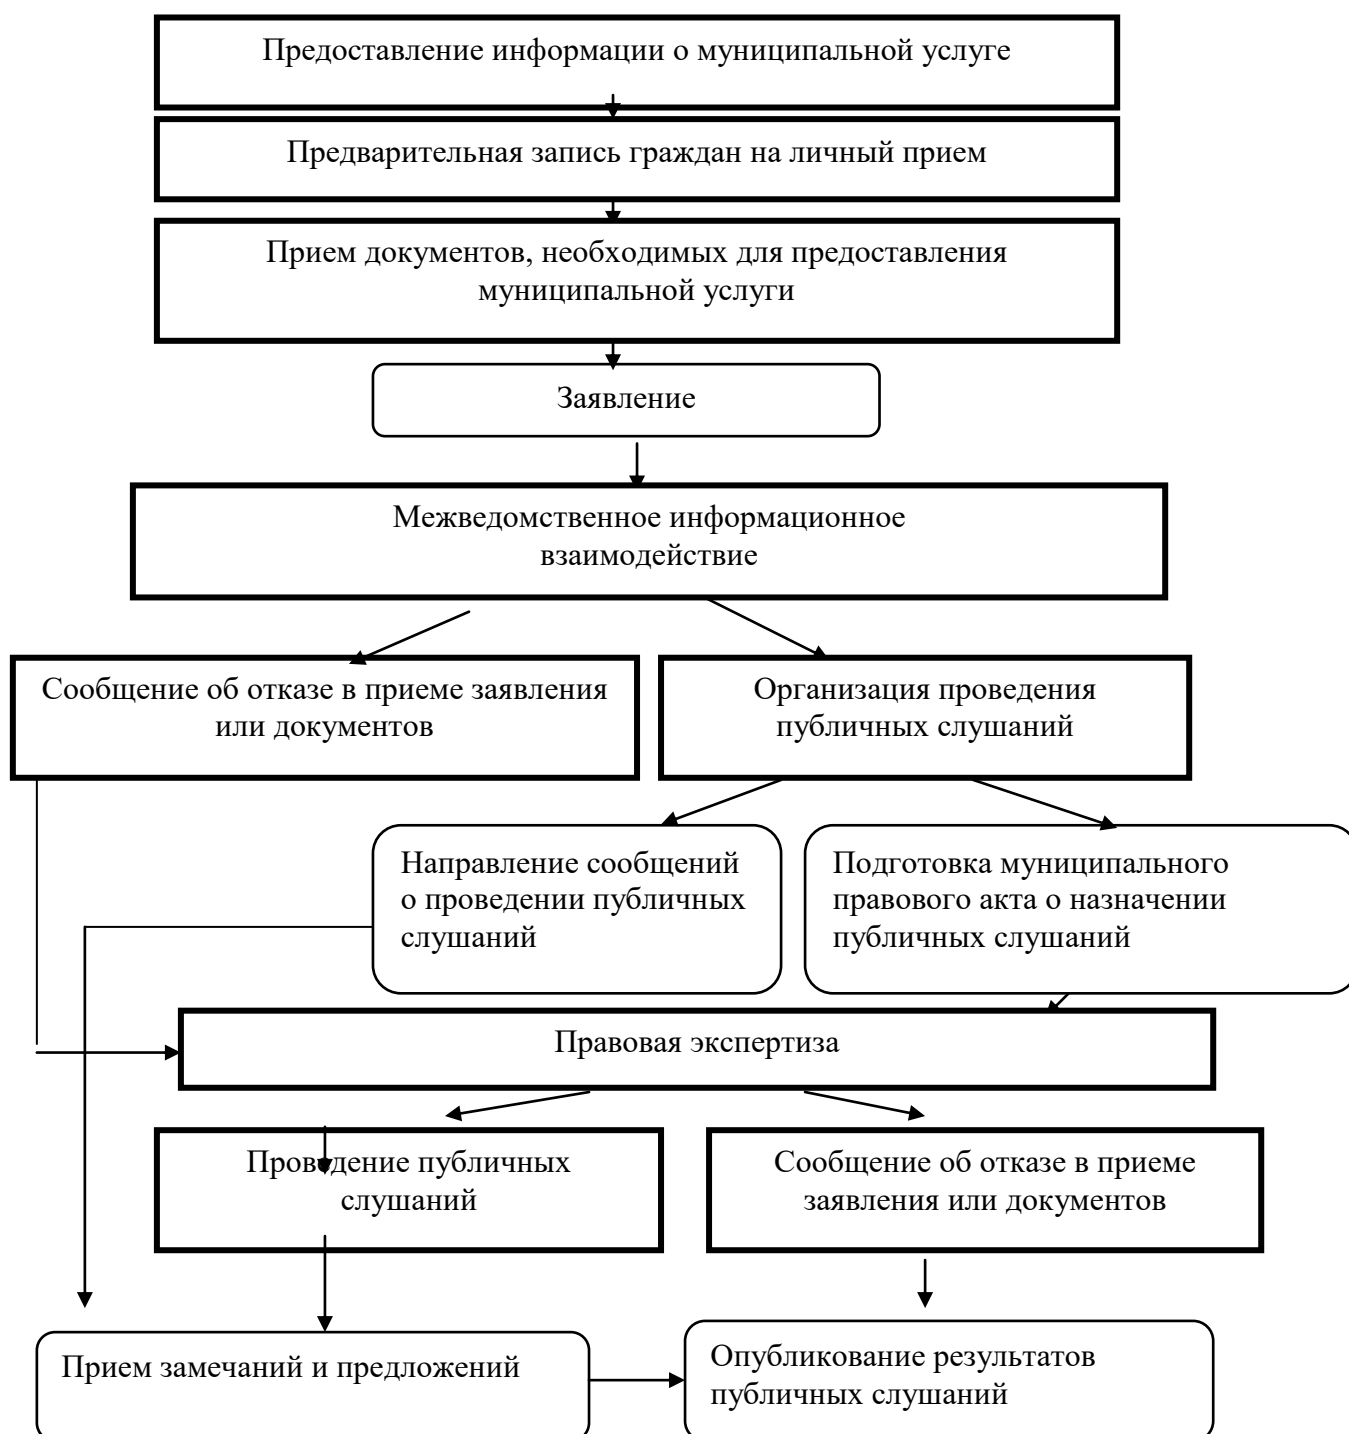 Предоставление информации о муниципальной услуге
Предварительная запись граждан на личный прием
Прием документов, необходимых для предоставления
муниципальной услуги
Заявление
Межведомственное информационное
взаимодействие
Сообщение об отказе в приеме заявления
или документов
Организация проведения
публичных слушаний
Направление сообщений
о проведении публичных
слушаний
Подготовка муниципального
правового акта о назначении
публичных слушаний
Правовая экспертиза
Проведение публичных
слушаний
Сообщение об отказе в приеме
заявления или документов
Прием замечаний и предложений
Опубликование результатов
публичных слушаний